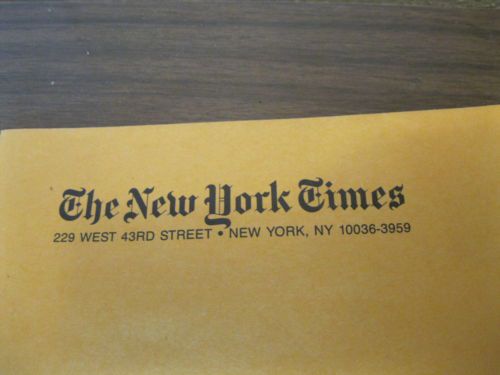 The New York Times
229 WEST 43RD STREET • NEW YORK, NY 10036-3959